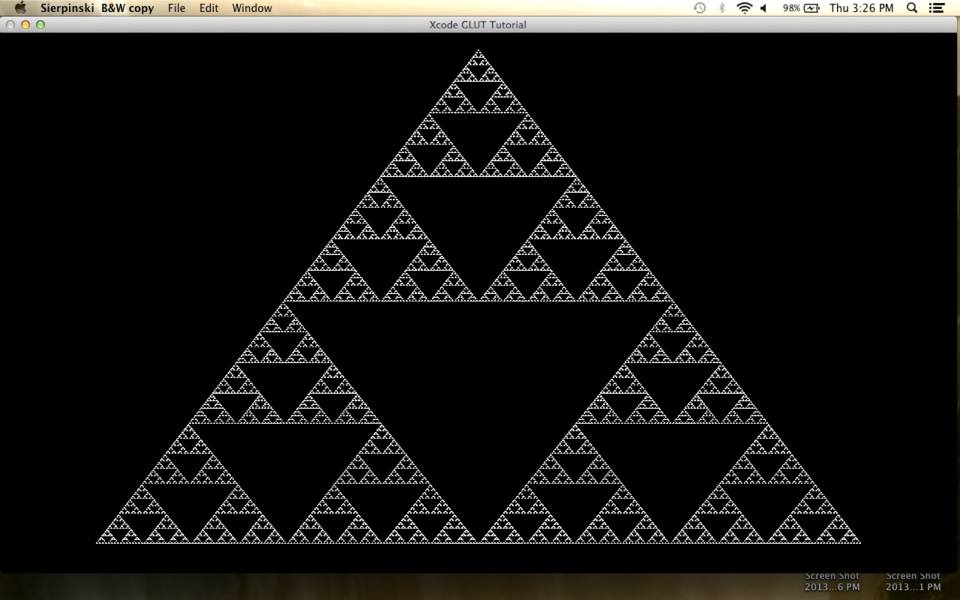 Sierpinski B&W copy File Edit Window 98% Thu 3:26 PM
Xcode GLUT Tutorial
Screen Shot Screen Shot
2013...6 PM 2013...1 PM